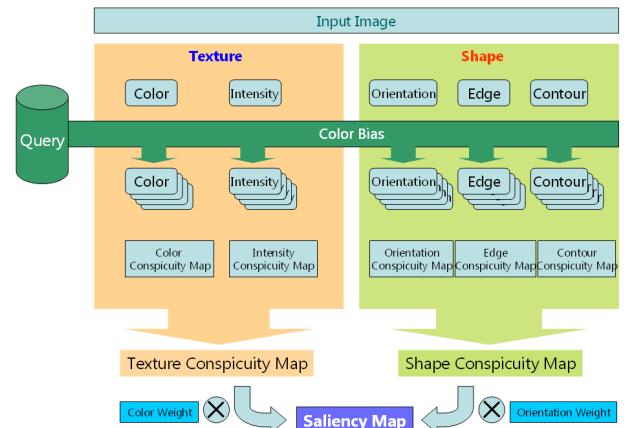 Input Image
Texture
Shape
Color
Intensity
Orientation
Edge
Contour
Query
Color Bias
Color
Intensity
Orientation
Edge
Contour
Color
Conspicuity Map
Intensity
Conspicuity Map
Orientation
Conspicuity Map
Edge
Conspicuity Map
Contour
Conspicuity Map
Texture Conspicuity Map
Shape Conspicuity Map
Color Weight
Saliency Map
Orientation Weight